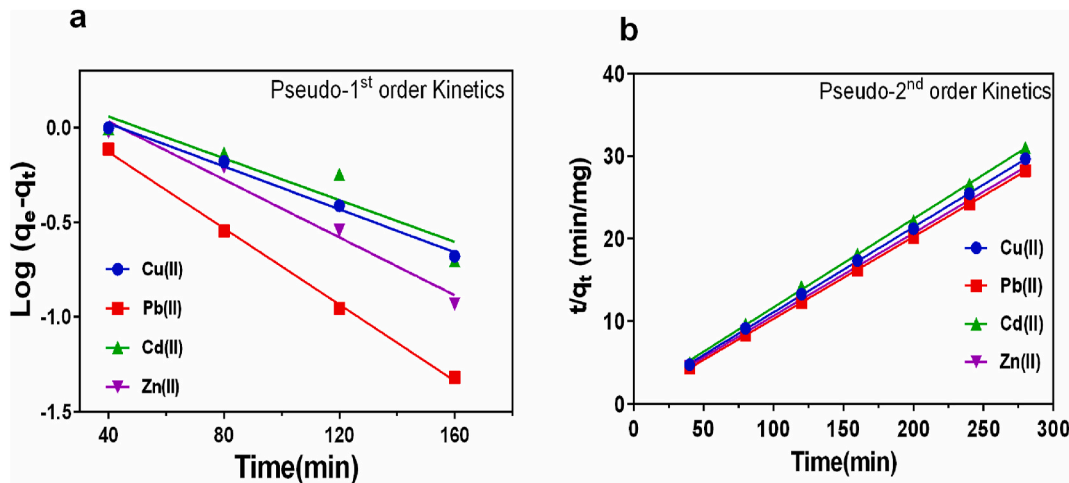 a
Pseudo-1st order Kinetics
Log (qe-qt)
0.0
-0.5
-1.0
-1.5
Cu(II)
Pb(II)
Cd(II)
Zn(II)
40
80
120
160
Time(min)
b
Pseudo-2nd order Kinetics
t/qt (min/mg)
40
30
20
10
0
Cu(II)
Pb(II)
Cd(II)
Zn(II)
0
50
100
150
200
250
300
Time(min)